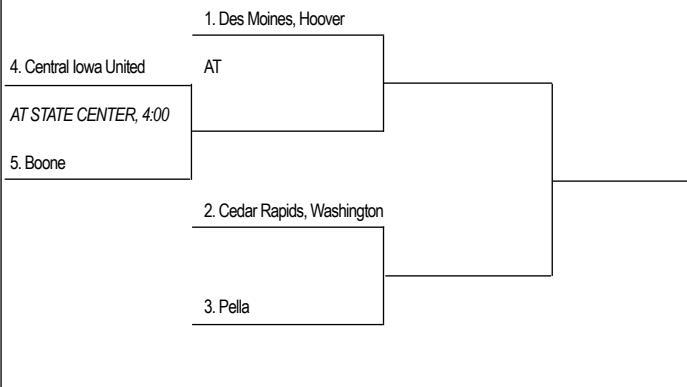 1. Des Moines, Hoover
4. Central Iowa United
AT
AT STATE CENTER, 4:00
5. Boone
2. Cedar Rapids, Washington
3. Pella